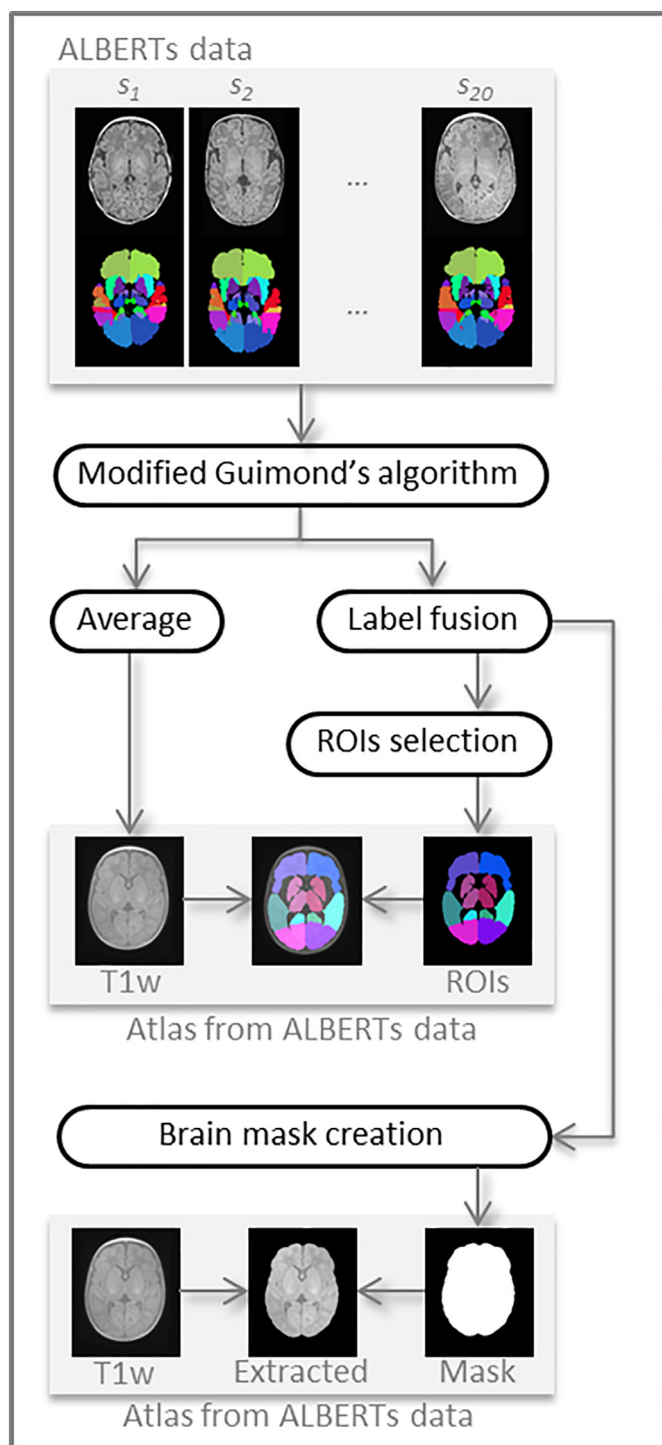 ALBERTs data
s1 s2 s20
...
...
Modified Guimond's algorithm
Average Label fusion
ROIs selection
T1w ROIs
Atlas from ALBERTs data
Brain mask creation
T1w Extracted Mask
Atlas from ALBERTs data